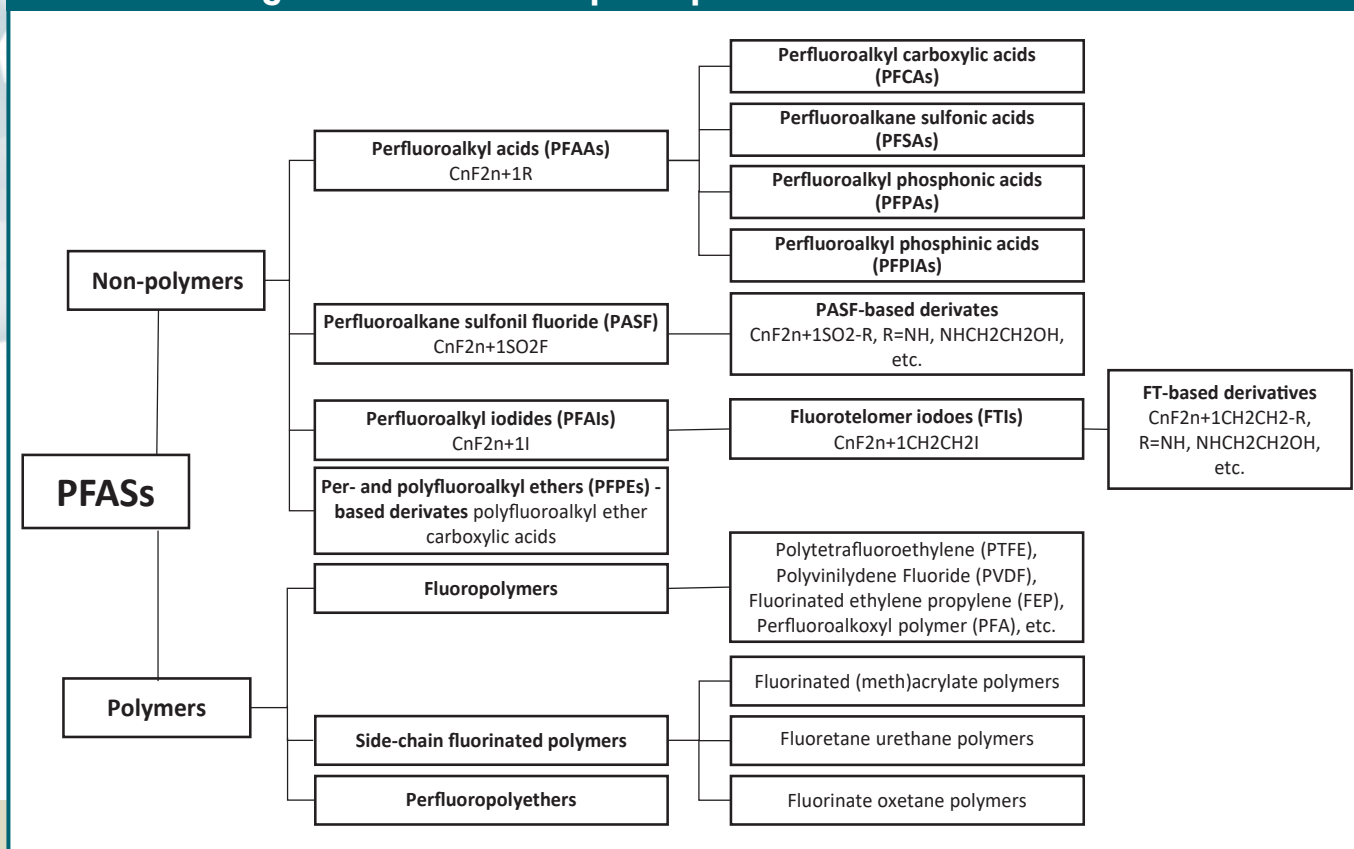 Perfluoroalkyl carboxylic acids
(PFCAs)
Perfluoroalkane sulfonic acids
(PFSAs)
Perfluoroalkyl acids (PFAAs)
CnF2n+1R
Perfluoroalkyl phosphonic acids
(PFPAs)
Perfluoroalkyl phosphinic acids
(PFPIAs)
Non-polymers
Perfluoroalkane sulfonil fluoride (PASF)
CnF2n+1SO2F
PASF-based derivates
CnF2n+1SO2-R, R=NH, NHCH2CH2OH,
etc.
Perfluoroalkyl iodides (PFAIs)
CnF2n+1I
Fluorotelomer iodoes (FTIs)
CnF2n+1CH2CH2I
FT-based derivatives
CnF2n+1CH2CH2-R,
R=NH, NHCH2CH2OH,
etc.
PFASs
Per- and polyfluoroalkyl ethers (PFPEs) -
based derivates polyfluoroalkyl ether
carboxylic acids
Fluoropolymers
Polytetrafluoroethylene (PTFE),
Polyvinilydene Fluoride (PVDF),
Fluorinated ethylene propylene (FEP),
Perfluoroalkoxyl polymer (PFA), etc.
Polymers
Side-chain fluorinated polymers
Fluorinated (meth)acrylate polymers
Fluoretane urethane polymers
Fluorinate oxetane polymers
Perfluoropolyethers